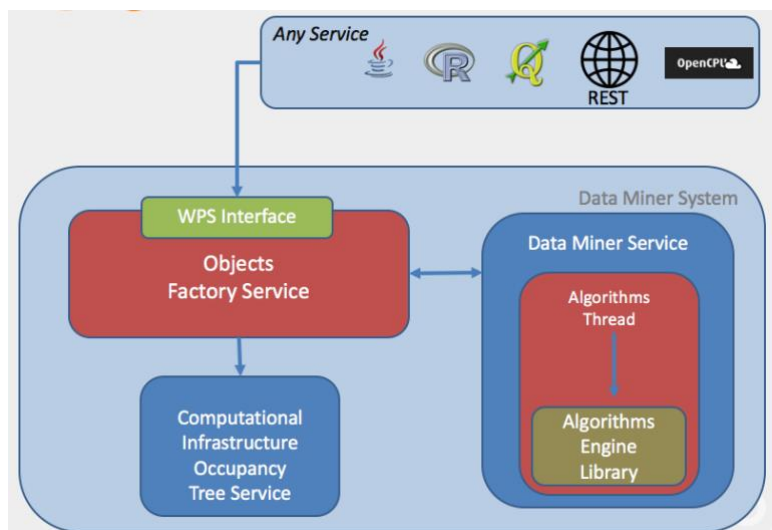 Any Service
R
REST
OpenCPU
Data Miner System
WPS Interface
Objects
Factory Service
Data Miner Service
Algorithms
Thread
Algorithms
Engine
Library
Computational
Infrastructure
Occupancy
Tree Service